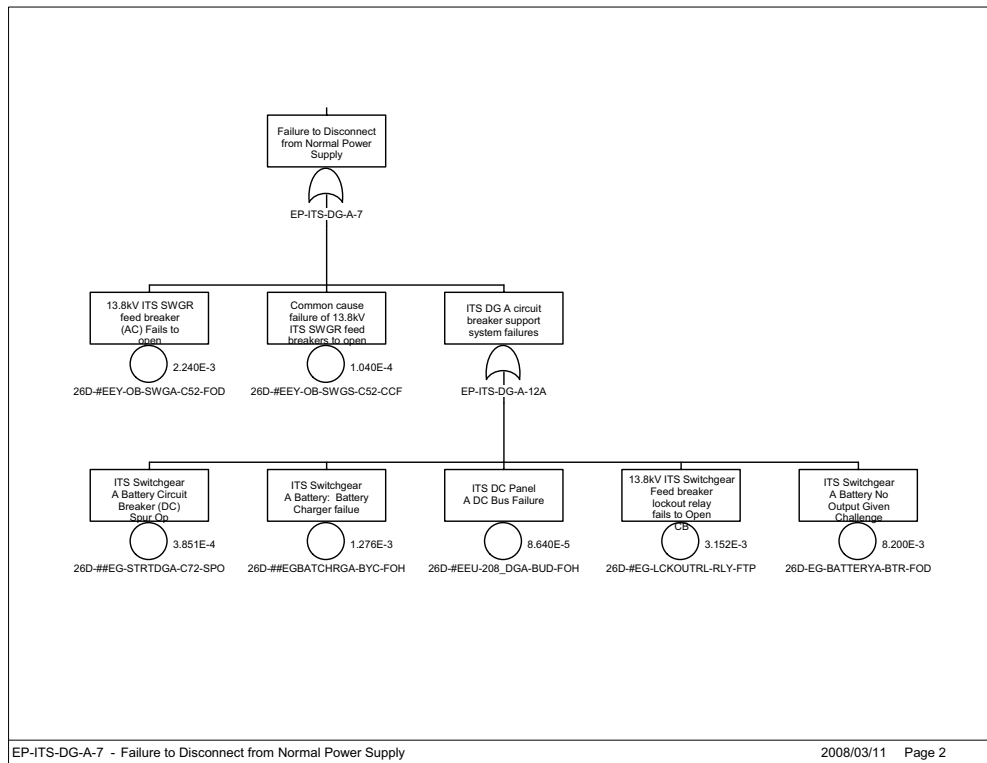 Failure to Disconnect
from Normal Power
Supply
EP-ITS-DG-A-7
13.8kV ITS SWGR
feed breaker
(AC) Fails to
open
2.240E-3
26D-#EEY-OB-SWGA-C52-FOD
Common cause
failure of 13.8kV
ITS SWGR feed
breakers to open
1.040E-4
26D-#EEY-OB-SWGS-C52-CCF
ITS DG A circuit
breaker support
system failures
EP-ITS-DG-A-12A
ITS Switchgear
A Battery Circuit
Breaker (DC)
Spur Op
3.851E-4
26D-##EG-STRTDGA-C72-SPO
ITS Switchgear
A Battery: Battery
Charger failue
1.276E-3
26D-##EGBATCHRGA-BYC-FOH
ITS DC Panel
A DC Bus Failure
8.640E-5
26D-#EEU-208_DGA-BUD-FOH
13.8kV ITS Switchgear
Feed breaker
lockout relay
fails to Open
CB
3.152E-3
26D-#EG-LCKOUTRL-RLY-FTP
ITS Switchgear
A Battery No
Output Given
Challenge
8.200E-3
26D-EG-BATTERYA-BTR-FOD
EP-ITS-DG-A-7 - Failure to Disconnect from Normal Power Supply
2008/03/11 Page 2